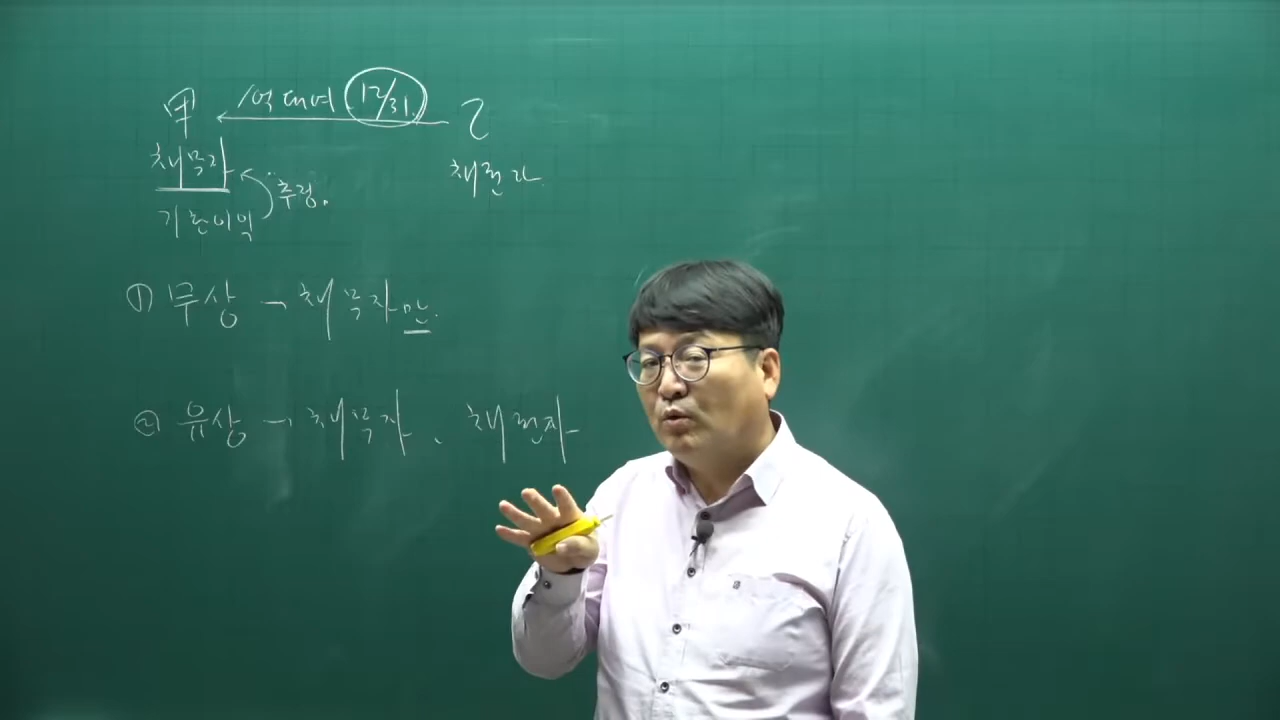 甲 1억 대여 12/31. 乙
채무자 채권자
추정.
기한이익
① 무상 → 채무자만.
② 유상 → 채무자, 채권자